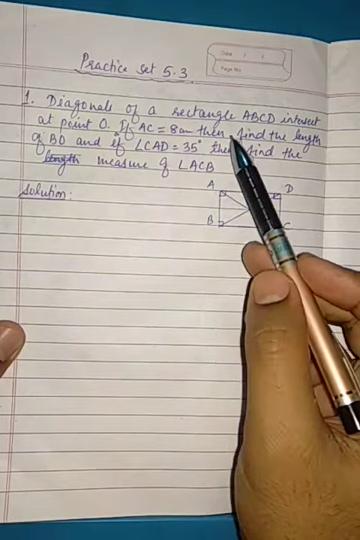 Practice Set 5.3
Date / /
Page No.
1. Diagonals of a rectangle ABCD intersect
at point O. If AC = 8cm then, find the length
of BO and if ∠CAD = 35° then find the
length measure of ∠ACB
Solution:
A D
B C